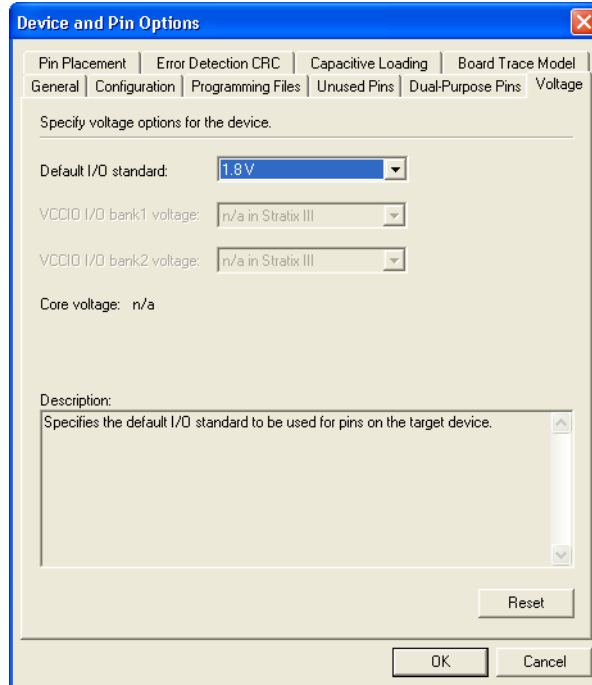 Device and Pin Options
Pin Placement Error Detection CRC Capacitive Loading Board Trace Model
General Configuration Programming Files Unused Pins Dual-Purpose Pins Voltage
Specify voltage options for the device.
Default I/O standard: 1.8 V
VCCIO I/O bank1 voltage: n/a in Stratix III
VCCIO I/O bank2 voltage: n/a in Stratix III
Core voltage: n/a
Description:
Specifies the default I/O standard to be used for pins on the target device.
Reset
OK Cancel